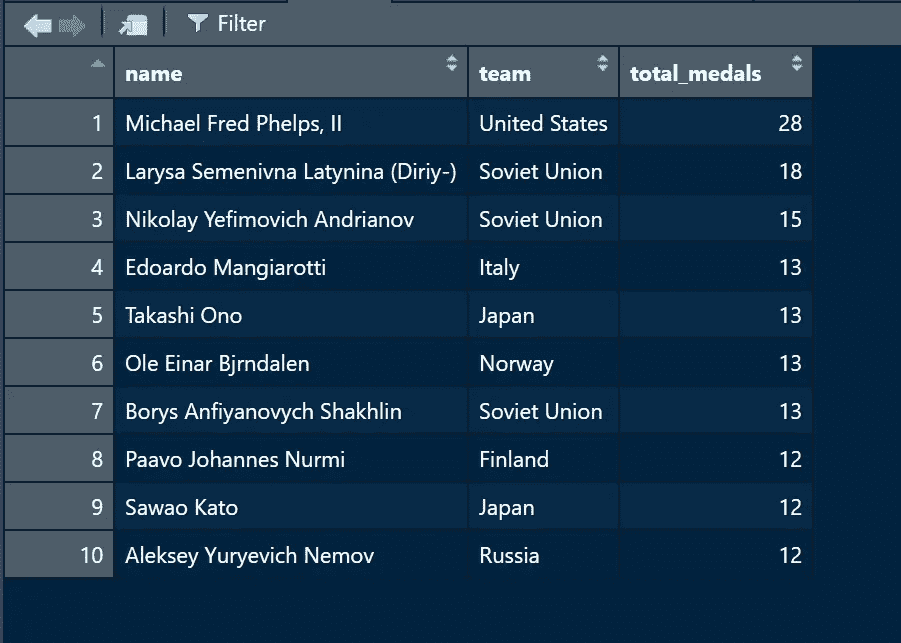 Filter
name team total_medals
1 Michael Fred Phelps, II United States 28
2 Larysa Semenivna Latynina (Diriy-) Soviet Union 18
3 Nikolay Yefimovich Andrianov Soviet Union 15
4 Edoardo Mangiarotti Italy 13
5 Takashi Ono Japan 13
6 Ole Einar Bjrndalen Norway 13
7 Borys Anfiyanovych Shakhlin Soviet Union 13
8 Paavo Johannes Nurmi Finland 12
9 Sawao Kato Japan 12
10 Aleksey Yuryevich Nemov Russia 12